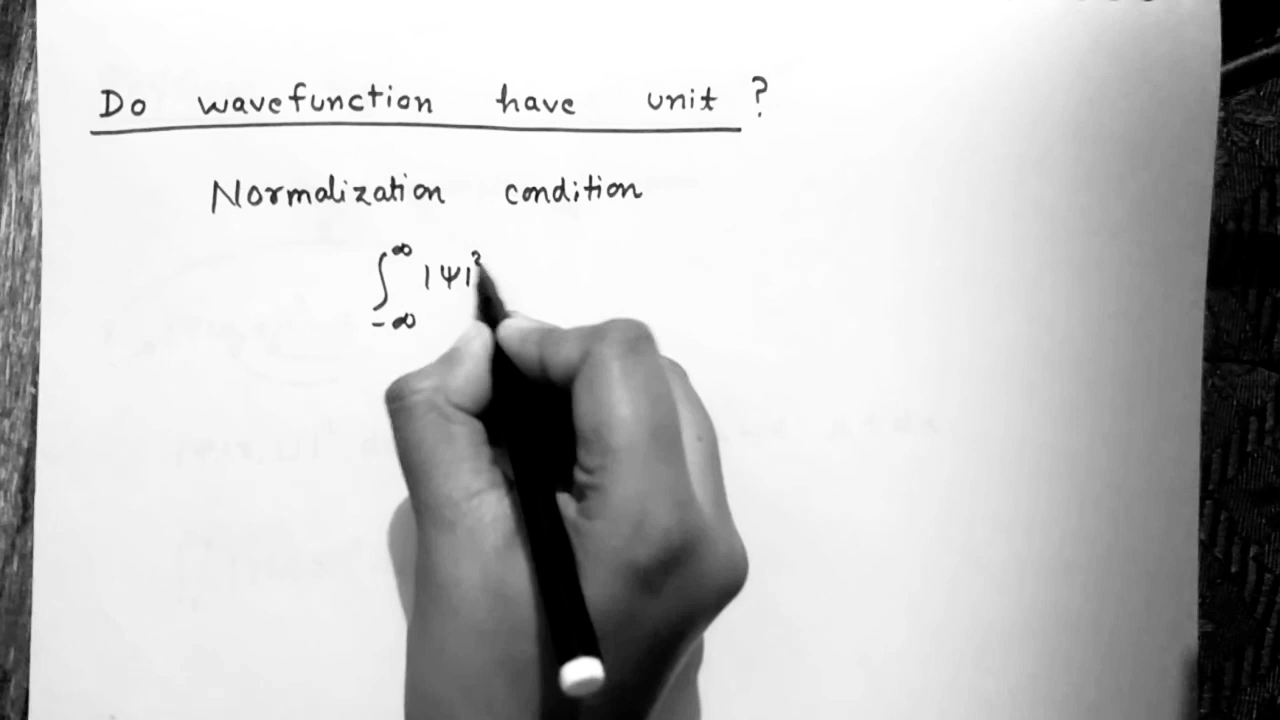 Do wavefunction have unit ?
Normalization condition
∫_{-∞}^{∞} |ψ|²